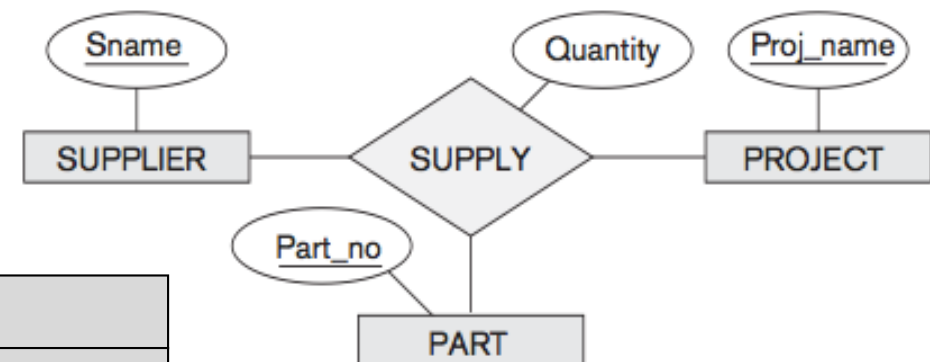 Sname
Quantity
Proj_name
SUPPLIER
SUPPLY
PROJECT
Part_no
PART